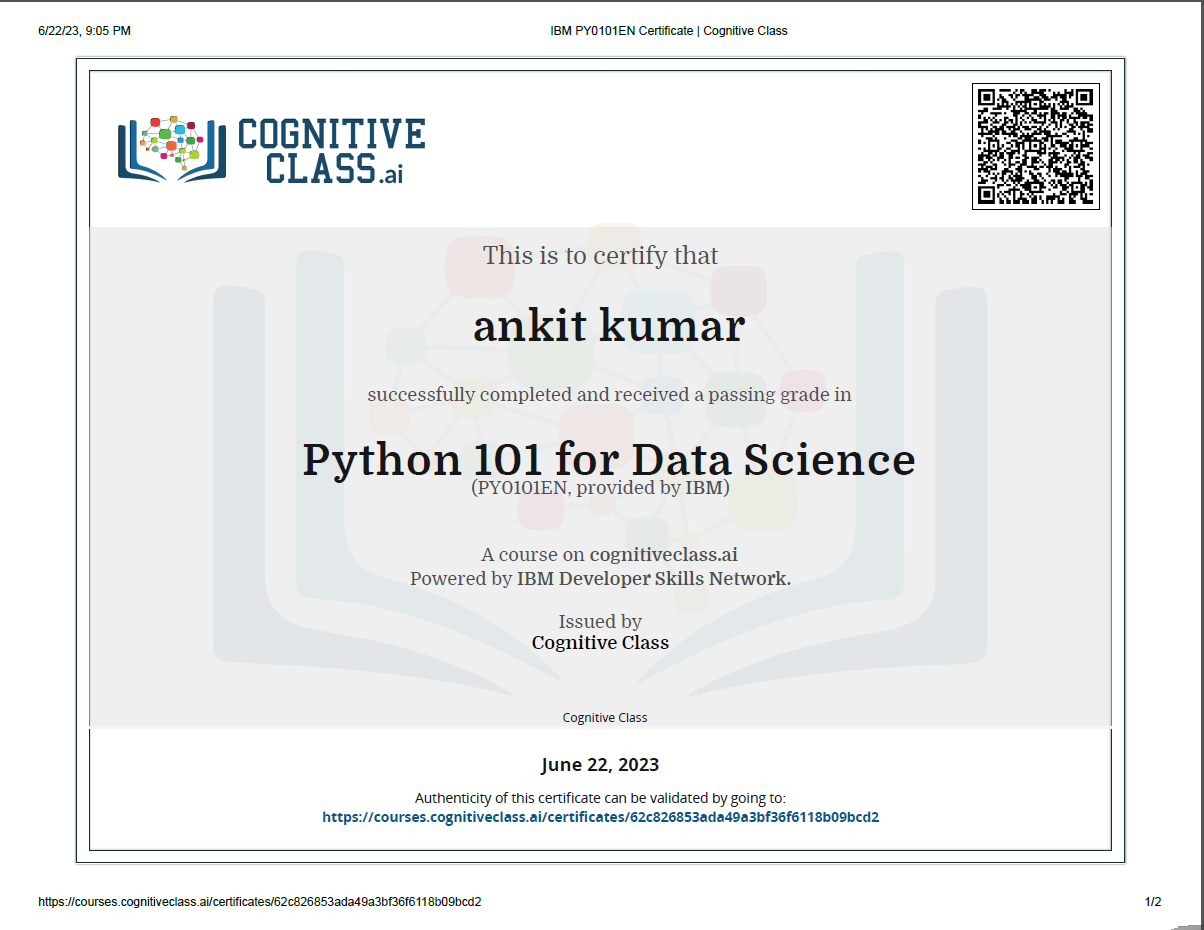 6/22/23, 9:05 PM IBM PY0101EN Certificate | Cognitive Class
COGNITIVE
CLASS.ai
This is to certify that
ankit kumar
successfully completed and received a passing grade in
Python 101 for Data Science
(PY0101EN, provided by IBM)
A course on cognitiveclass.ai
Powered by IBM Developer Skills Network.
Issued by
Cognitive Class
Cognitive Class
June 22, 2023
Authenticity of this certificate can be validated by going to:
https://courses.cognitiveclass.ai/certificates/62c826853ada49a3bf36f6118b09bcd2
https://courses.cognitiveclass.ai/certificates/62c826853ada49a3bf36f6118b09bcd2 1/2